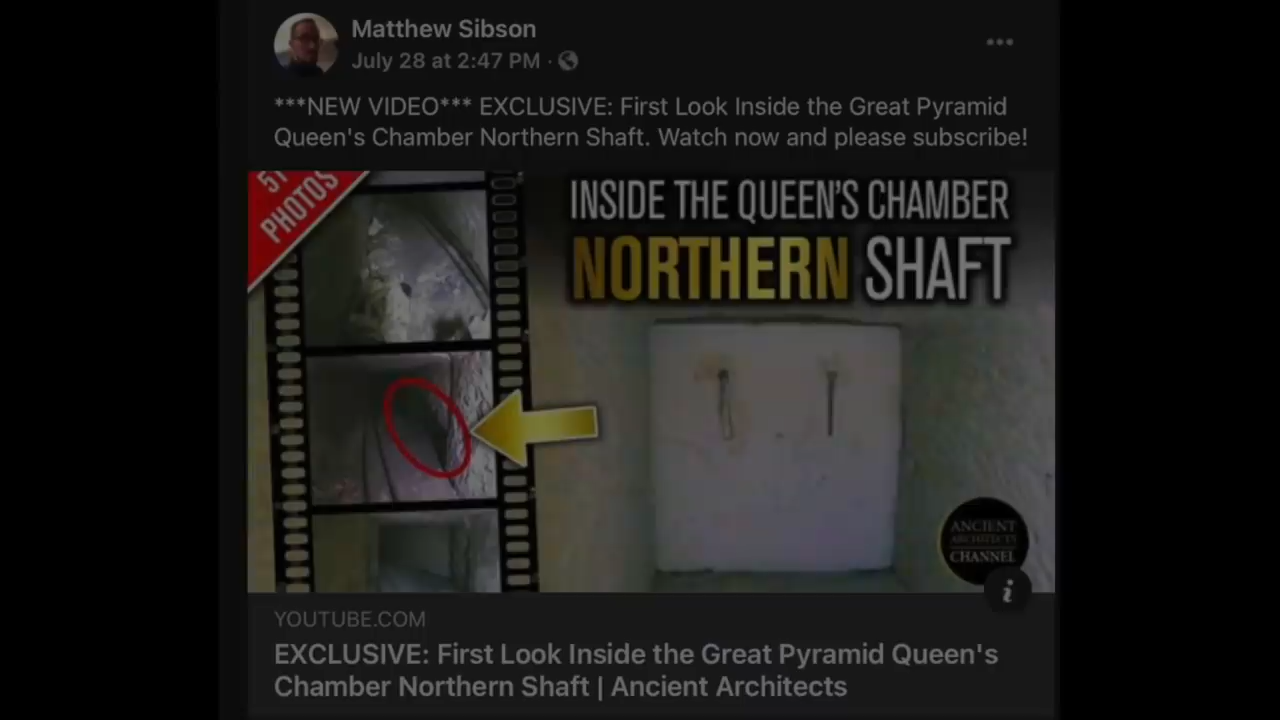 Matthew Sibson
July 28 at 2:47 PM ·
***NEW VIDEO*** EXCLUSIVE: First Look Inside the Great Pyramid
Queen's Chamber Northern Shaft. Watch now and please subscribe!
51
PHOTOS
INSIDE THE QUEEN'S CHAMBER
NORTHERN SHAFT
ANCIENT
ARCHITECTS
CHANNEL
i
YOUTUBE.COM
EXCLUSIVE: First Look Inside the Great Pyramid Queen's
Chamber Northern Shaft | Ancient Architects